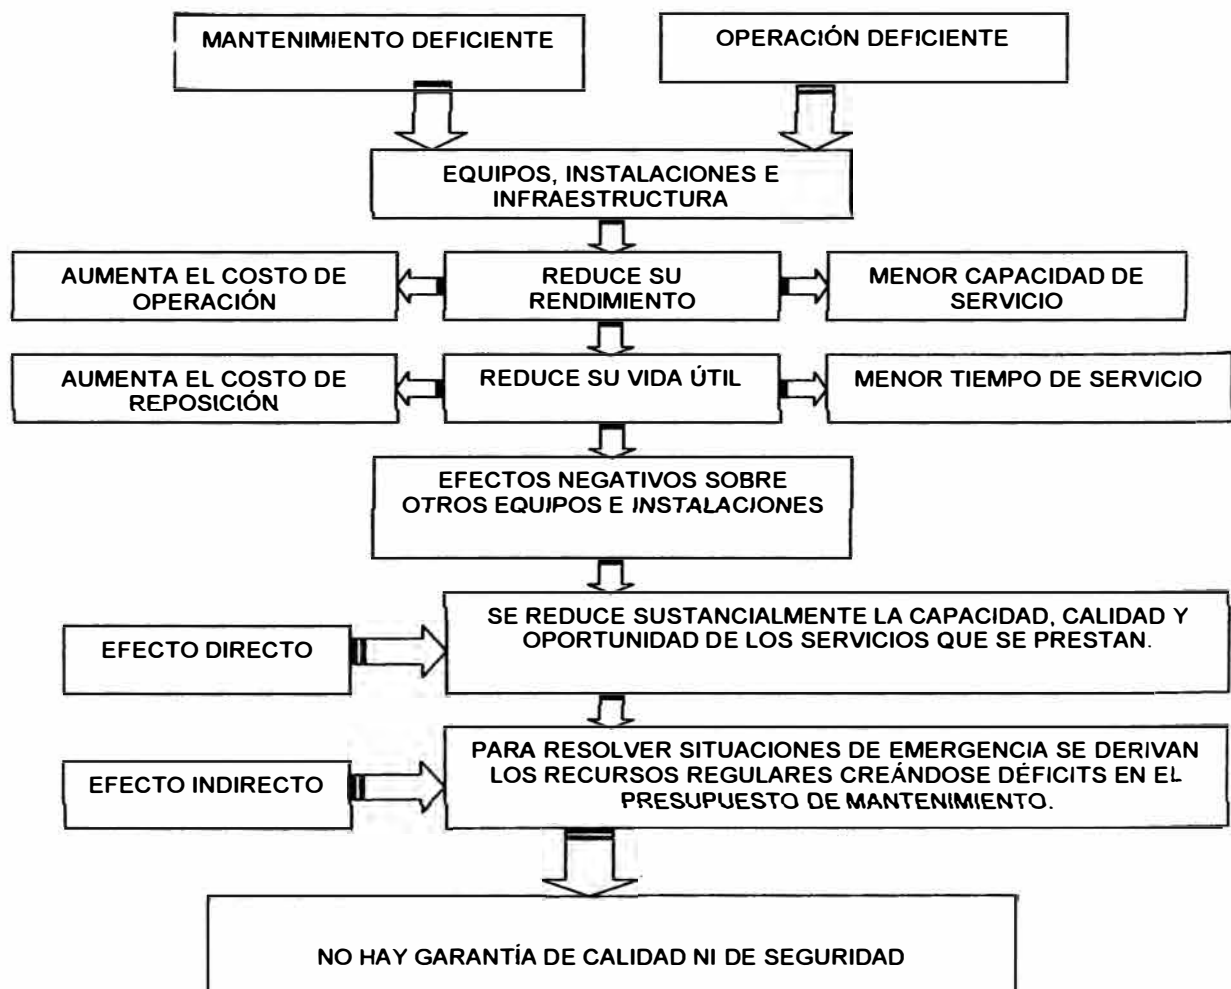 MANTENIMIENTO DEFICIENTE
OPERACIÓN DEFICIENTE
EQUIPOS, INSTALACIONES E
INFRAESTRUCTURA
AUMENTA EL COSTO DE
OPERACIÓN
REDUCE SU
RENDIMIENTO
MENOR CAPACIDAD DE
SERVICIO
AUMENTA EL COSTO DE
REPOSICIÓN
REDUCE SU VIDA ÚTIL
MENOR TIEMPO DE SERVICIO
EFECTOS NEGATIVOS SOBRE
OTROS EQUIPOS E INSTALACIONES
EFECTO DIRECTO
SE REDUCE SUSTANCIALMENTE LA CAPACIDAD, CALIDAD Y
OPORTUNIDAD DE LOS SERVICIOS QUE SE PRESTAN.
EFECTO INDIRECTO
PARA RESOLVER SITUACIONES DE EMERGENCIA SE DERIVAN
LOS RECURSOS REGULARES CREÁNDOSE DÉFICITS EN EL
PRESUPUESTO DE MANTENIMIENTO.
NO HAY GARANTÍA DE CALIDAD NI DE SEGURIDAD